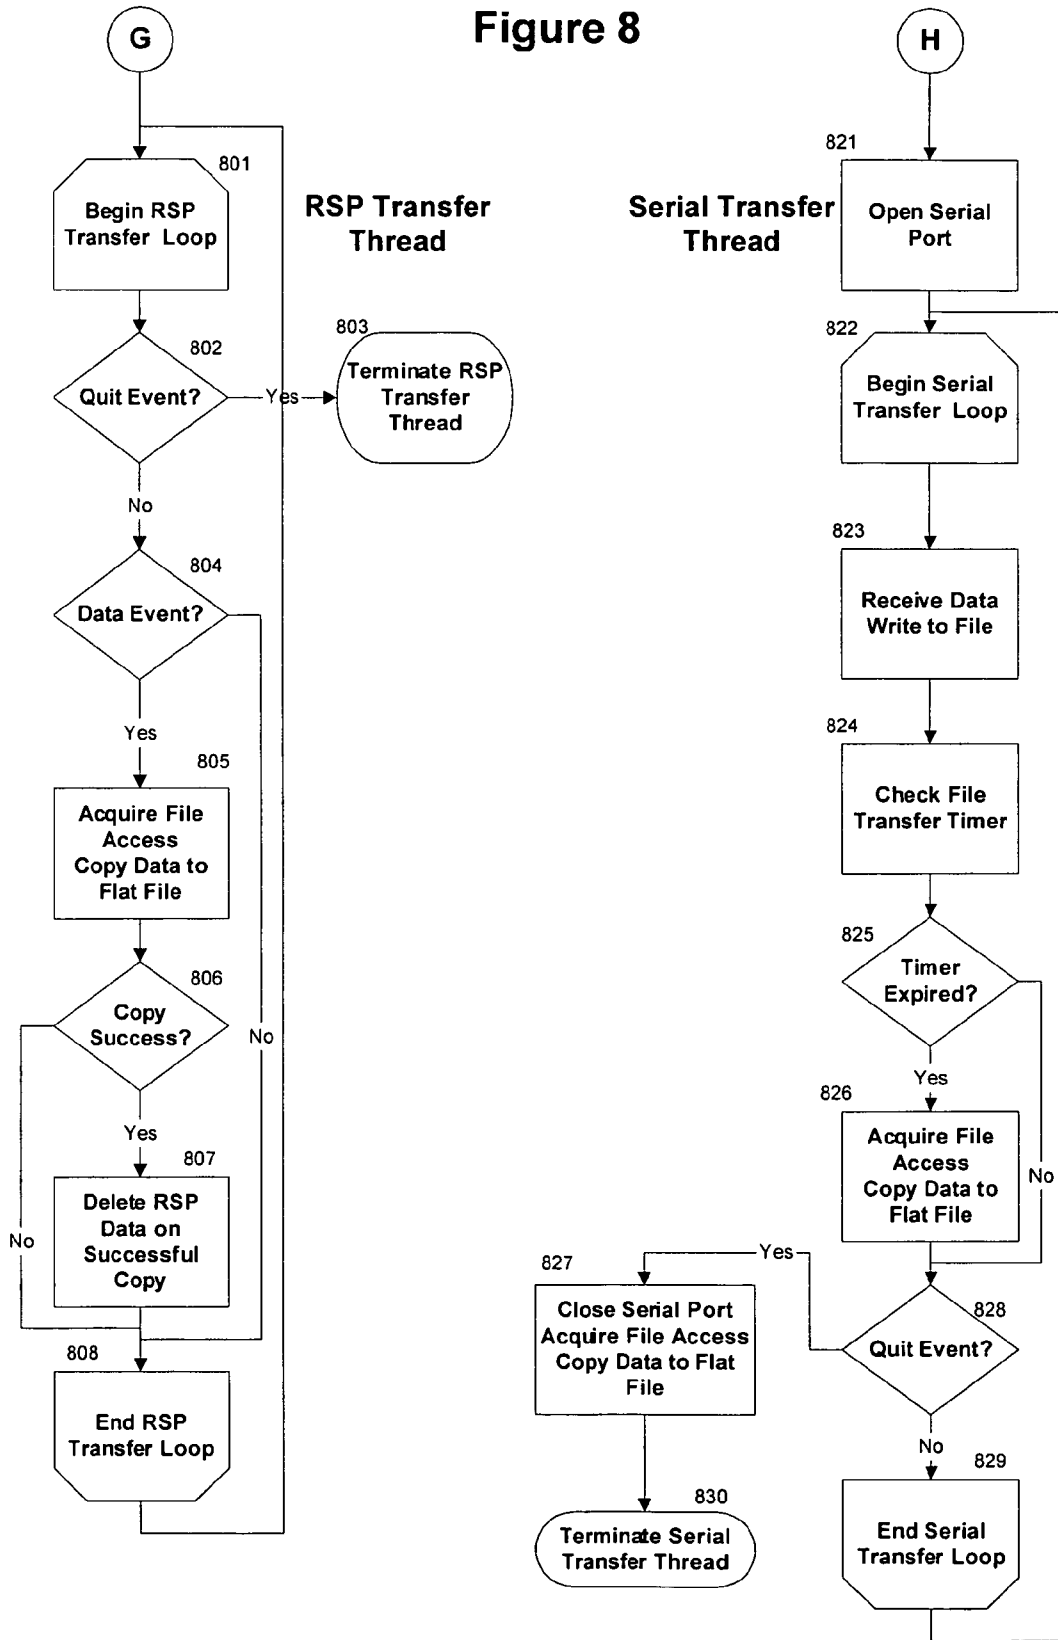 Figure 8
G
801
Begin RSP
Transfer Loop
RSP Transfer
Thread
802
Quit Event?
Yes
803
Terminate RSP
Transfer
Thread
No
804
Data Event?
Yes
805
Acquire File
Access
Copy Data to
Flat File
806
Copy
Success?
No
Yes
807
Delete RSP
Data on
Successful
Copy
No
808
End RSP
Transfer Loop
H
821
Serial Transfer
Thread
Open Serial
Port
822
Begin Serial
Transfer Loop
823
Receive Data
Write to File
824
Check File
Transfer Timer
825
Timer
Expired?
Yes
826
Acquire File
Access
Copy Data to
Flat File
No
Yes
827
Close Serial Port
Acquire File Access
Copy Data to Flat
File
828
Quit Event?
No
829
830
Terminate Serial
Transfer Thread
End Serial
Transfer Loop